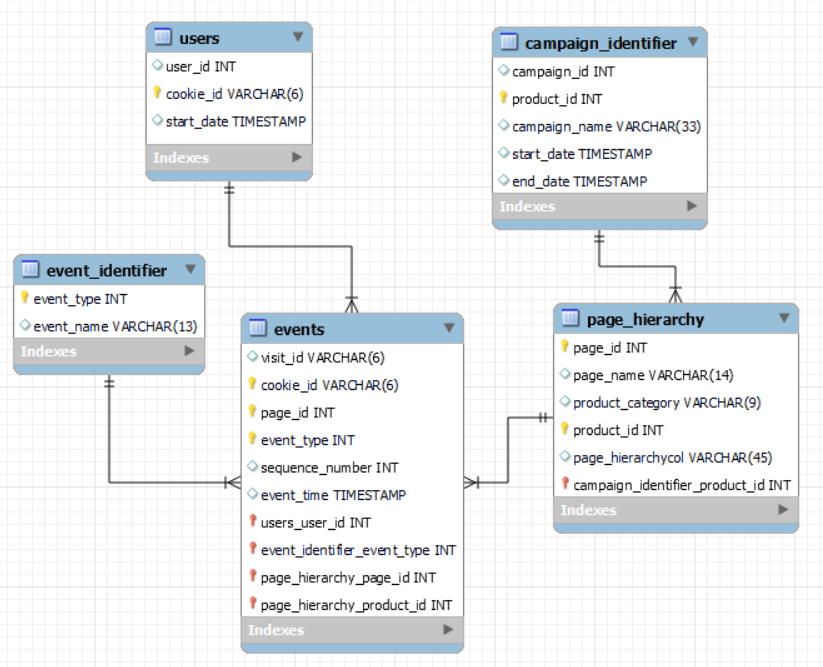 users
user_id INT
cookie_id VARCHAR(6)
start_date TIMESTAMP
Indexes
campaign_identifier
campaign_id INT
product_id INT
campaign_name VARCHAR(33)
start_date TIMESTAMP
end_date TIMESTAMP
Indexes
event_identifier
event_type INT
event_name VARCHAR(13)
Indexes
events
visit_id VARCHAR(6)
cookie_id VARCHAR(6)
page_id INT
event_type INT
sequence_number INT
event_time TIMESTAMP
users_user_id INT
event_identifier_event_type INT
page_hierarchy_page_id INT
page_hierarchy_product_id INT
Indexes
page_hierarchy
page_id INT
page_name VARCHAR(14)
product_category VARCHAR(9)
product_id INT
page_hierarchycol VARCHAR(45)
campaign_identifier_product_id INT
Indexes